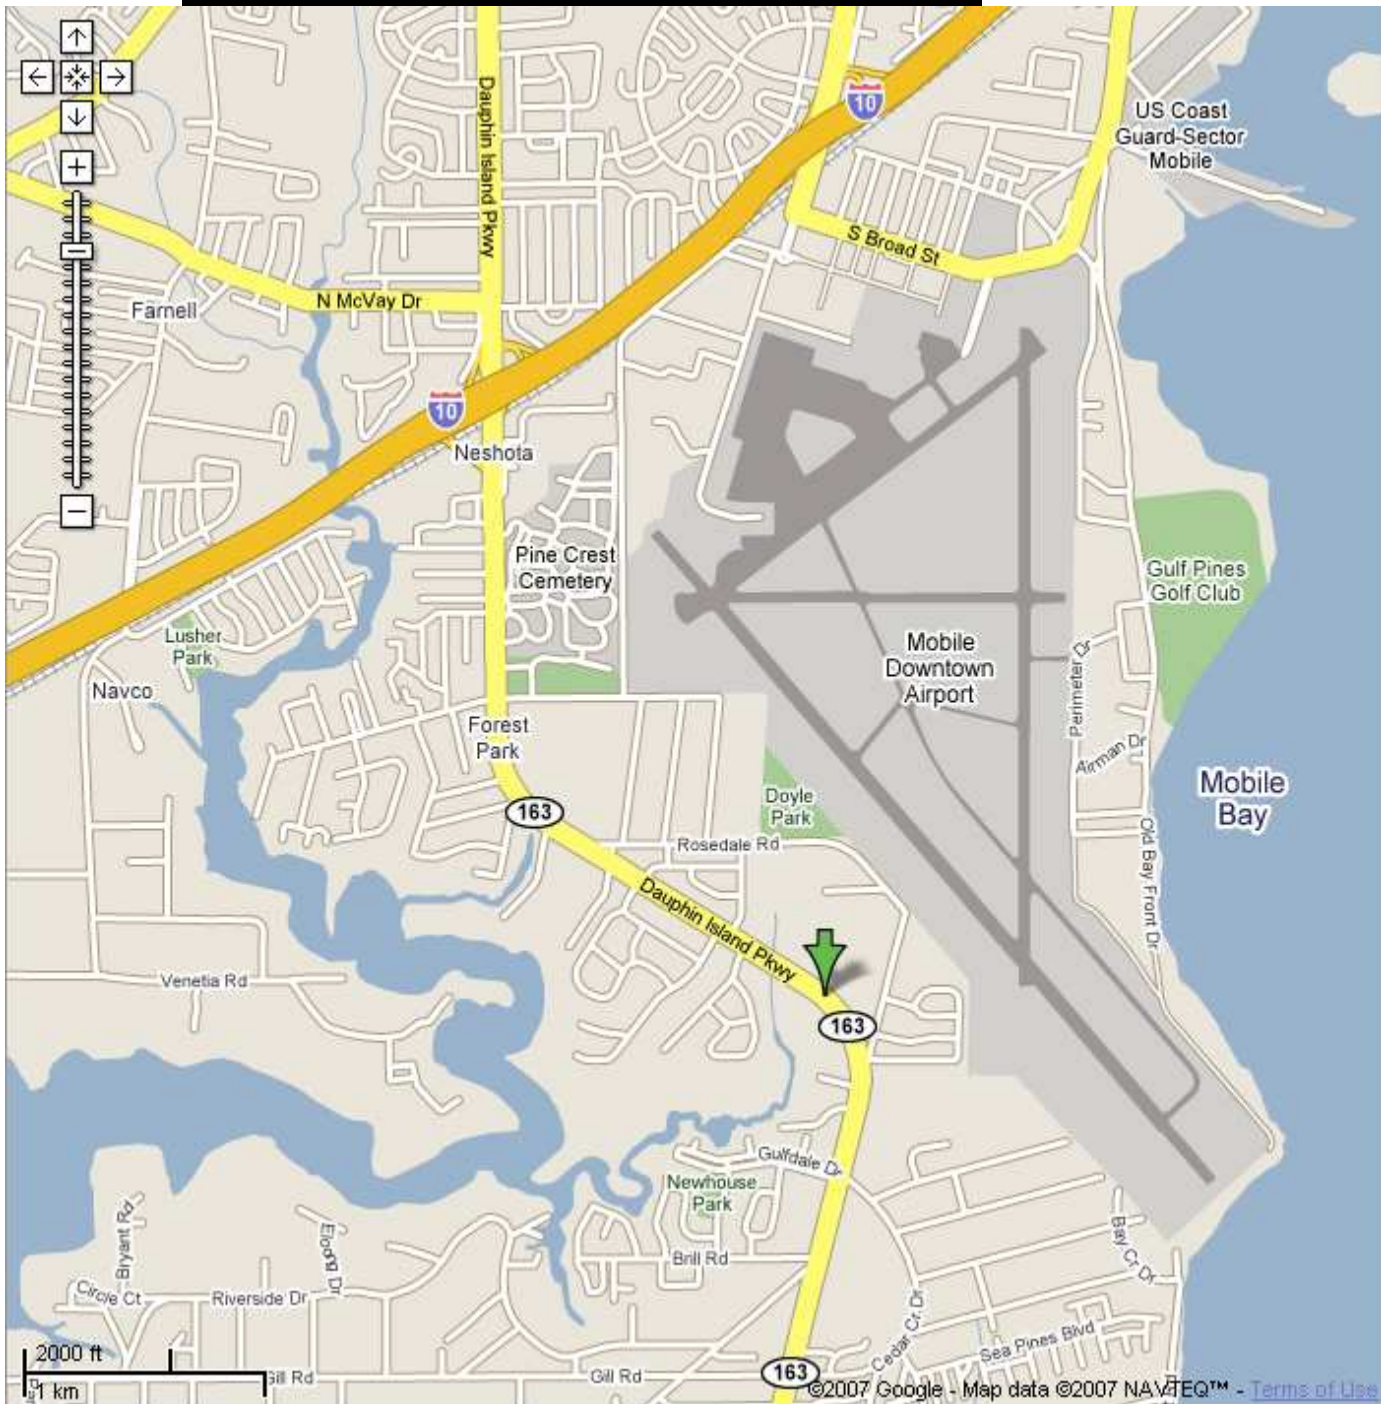 Dauphin Island Pkwy
10
US Coast
Guard-Sector
Mobile
S Broad St
N McVay Dr
Farnell
10
Neshota
Pine Crest
Cemetery
Gulf Pines
Golf Club
Lusher
Park
Mobile
Downtown
Airport
Perimeter Dr
Navco
Forest
Park
Airman Dr
Mobile
Bay
Doyle
Park
163
Rosedale Rd
Old Bay Front Dr
Dauphin Island Pkwy
Venetia Rd
163
Gulfdale Dr
Newhouse
Park
Bryant Rd
Brill Rd
Bay Cr Dr
Circle Ct
Riverside Dr
Cedar Cr Dr
Sea Pines Blvd
2000 ft
1 km
Gill Rd
Gill Rd
163
©2007 Google - Map data ©2007 NAVTEQ™ - Terms of Use